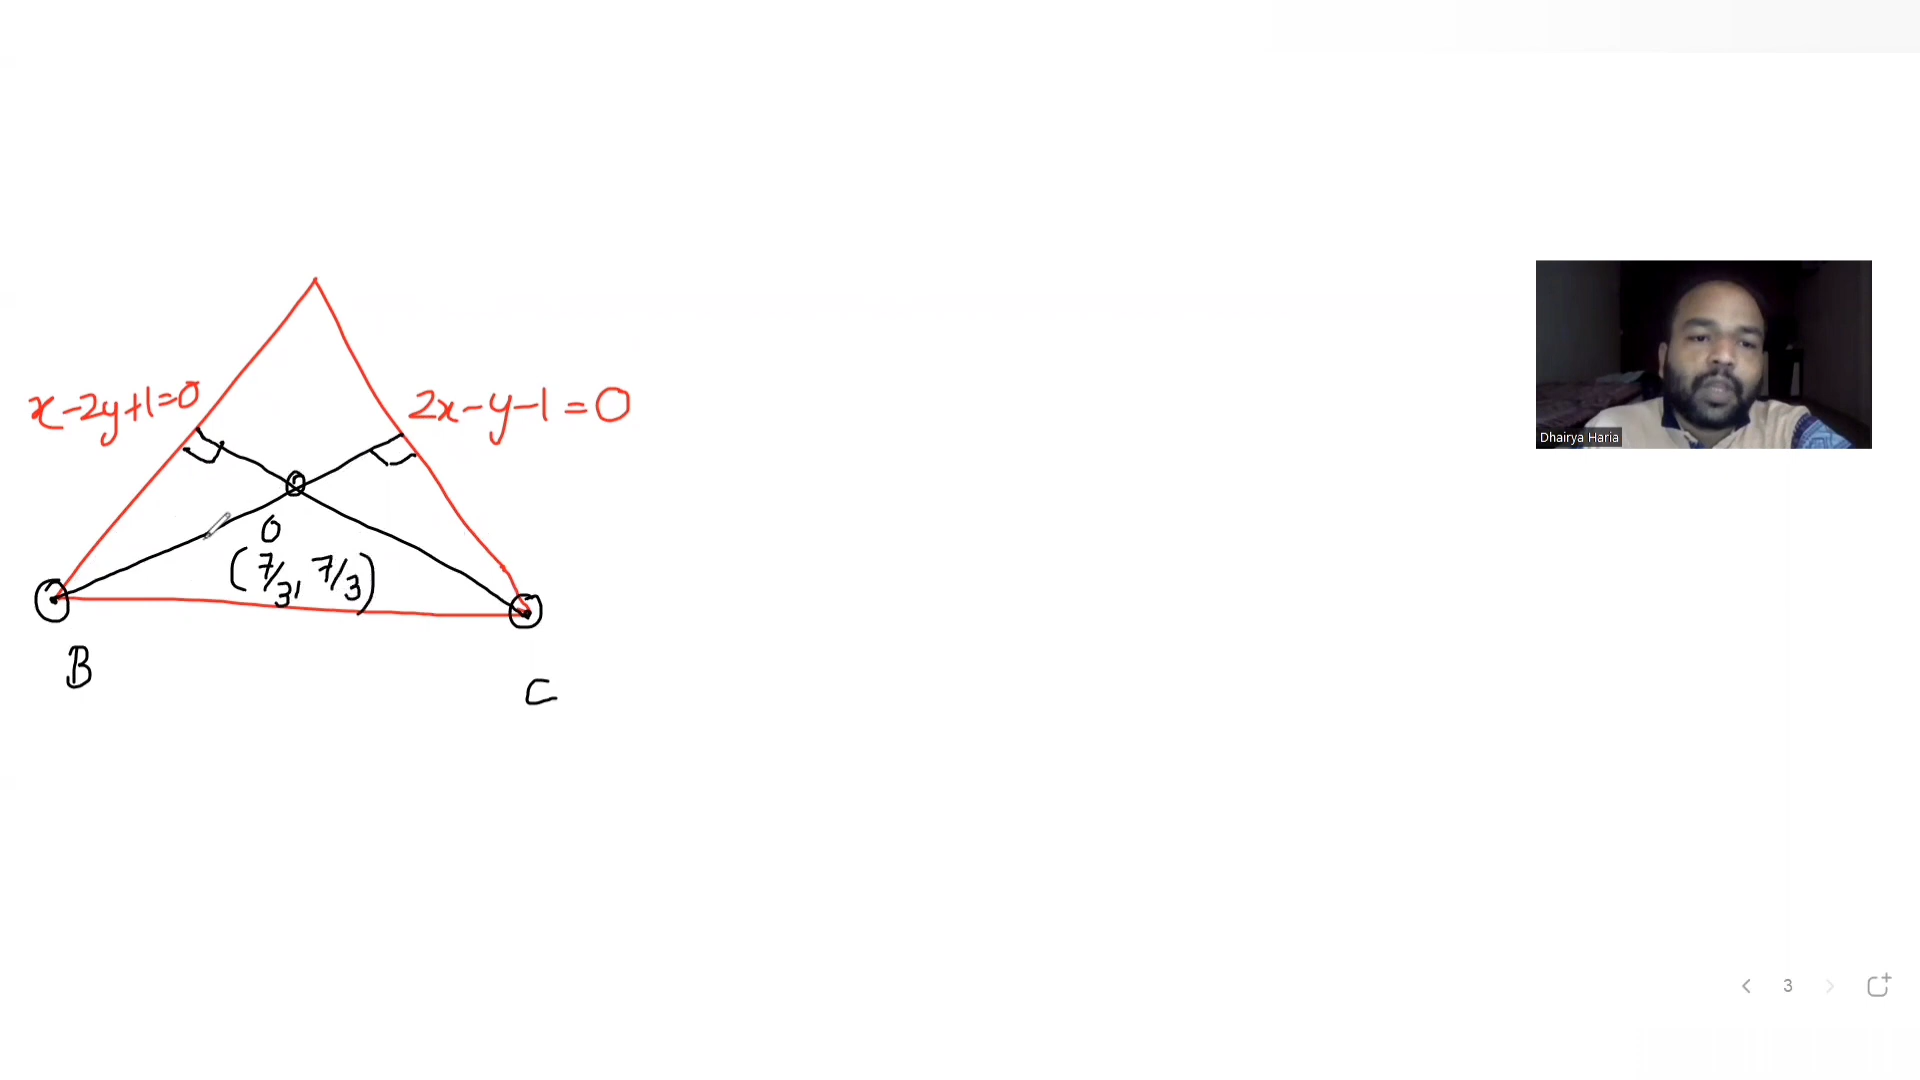 x-2y+1=0
2x-y-1=0
O
(7/3, 7/3)
B
C
Dhairya Haria
3